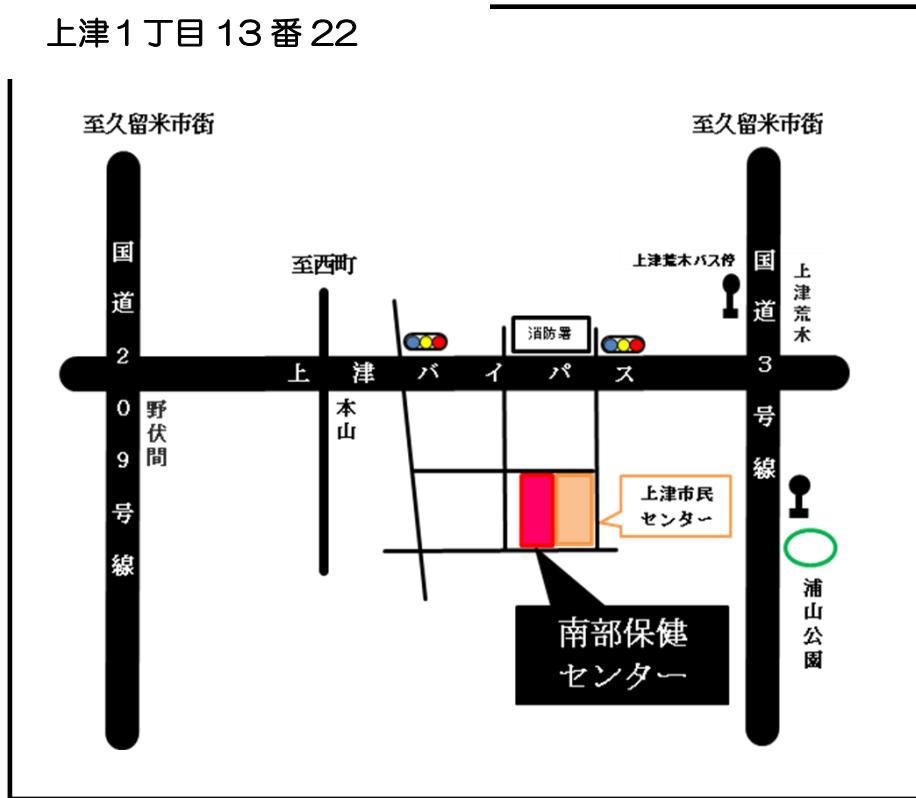 上津1丁目13番22
至久留米市街
至久留米市街
国道209号線
至西町
上津荒木バス停
国道3号線
上津荒木
消防署
上津バイパス
野伏間
本山
上津市民
センター
南部保健
センター
浦山公園